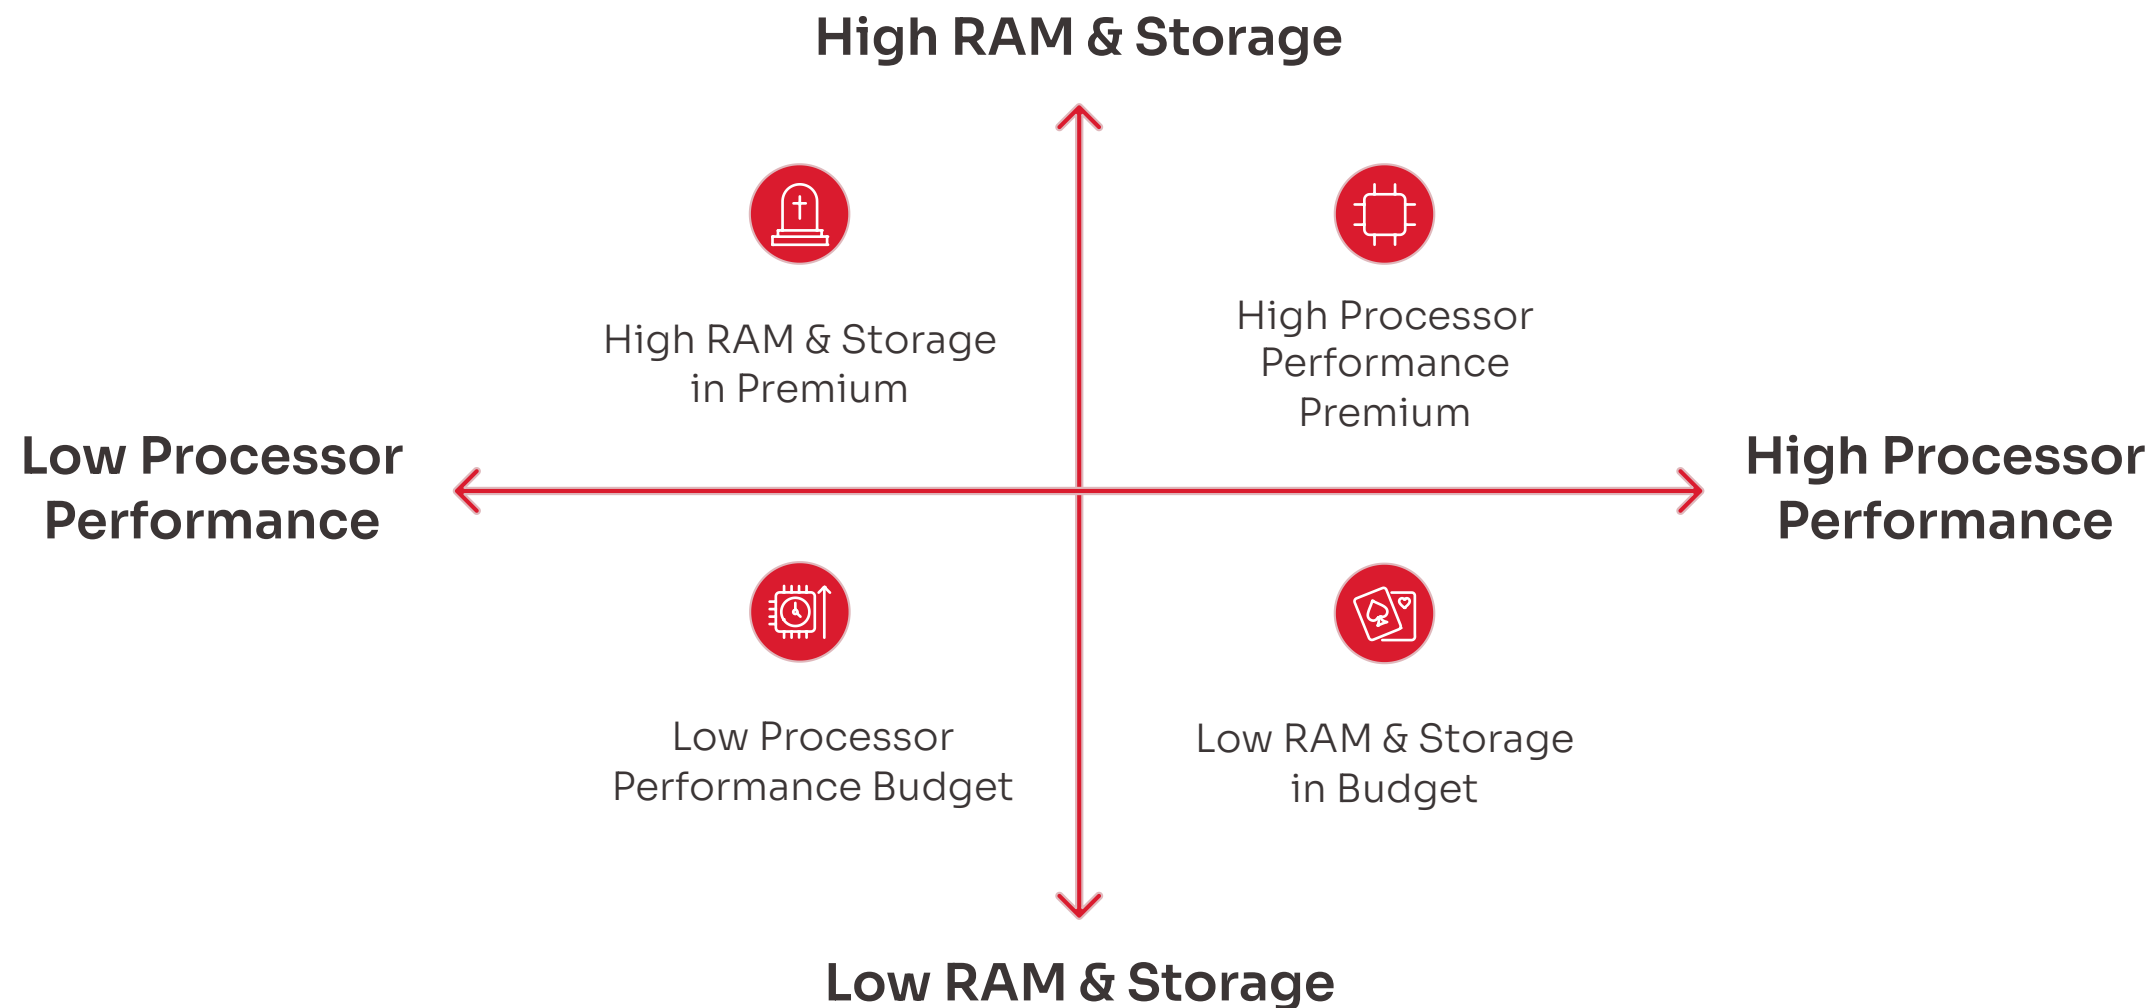 High RAM & Storage
High RAM & Storage
in Premium
High Processor
Performance
Premium
Low Processor
Performance
High Processor
Performance
Low Processor
Performance Budget
Low RAM & Storage
in Budget
Low RAM & Storage